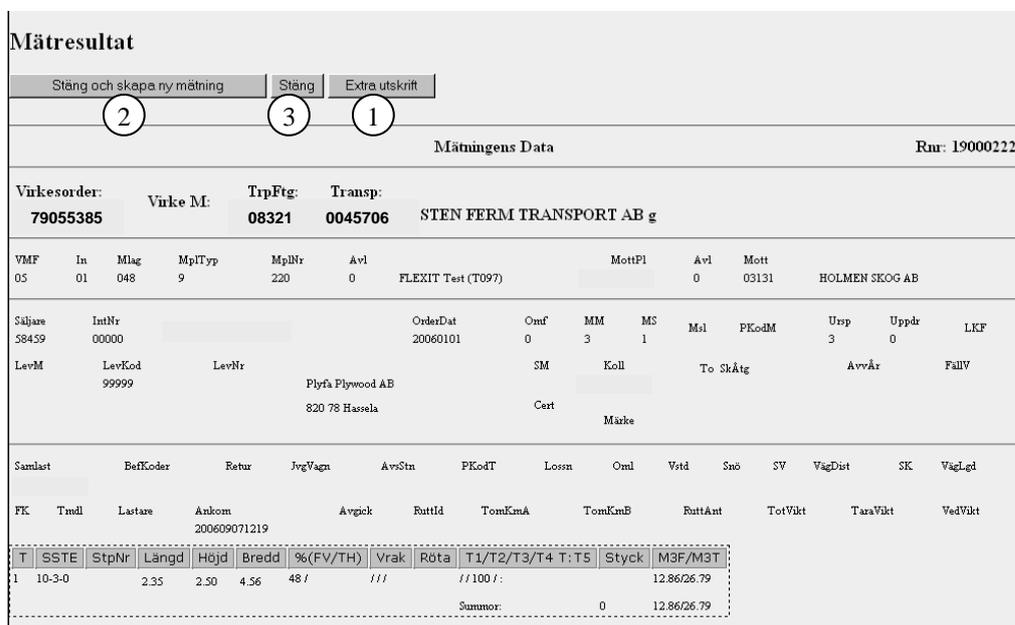 Mätresultat
Stäng och skapa ny mätning Stäng Extra utskrift
2 3 1
Mätningens Data Rnr: 19000222
Virkesorder: Virke M: TrpFtg: Transp:
79055385 08321 0045706 STEN FERM TRANSPORT AB g
VMF In Mlag MplTyp MplNr Avl MottPl Avl Mott
05 01 048 9 220 0 FLEXIT Test (T097) 0 03131 HOLMEN SKOG AB
Säljare IntNr OrderDat Omf MM MS Msl PKodM Ursp Uppdr LKF
58459 00000 20060101 0 3 1 3 0
LevM LevKod LevNr SM Koll To SkÅtg AvvÅr FällV
99999 Plyfa Plywood AB
820 78 Hassela Cert
Märke
Samlast BefKoder Retur JvgVagn AvsStn PKodT Lossn Oml Vstd Snö SV VägDist SK VägLgd
FK Tmdl Lastare Ankom Avgick RuttId TomKmA TomKmB RuttAnt TotVikt TaraVikt VedVikt
200609071219
T SSTE StpNr Längd Höjd Bredd %(FV/TH) Vrak Röta T1/T2/T3/T4 T:T5 Styck M3F/M3T
1 10-3-0 2.35 2.50 4.56 48 / / / / / / 100 / : 12.86/26.79
Summor: 0 12.86/26.79